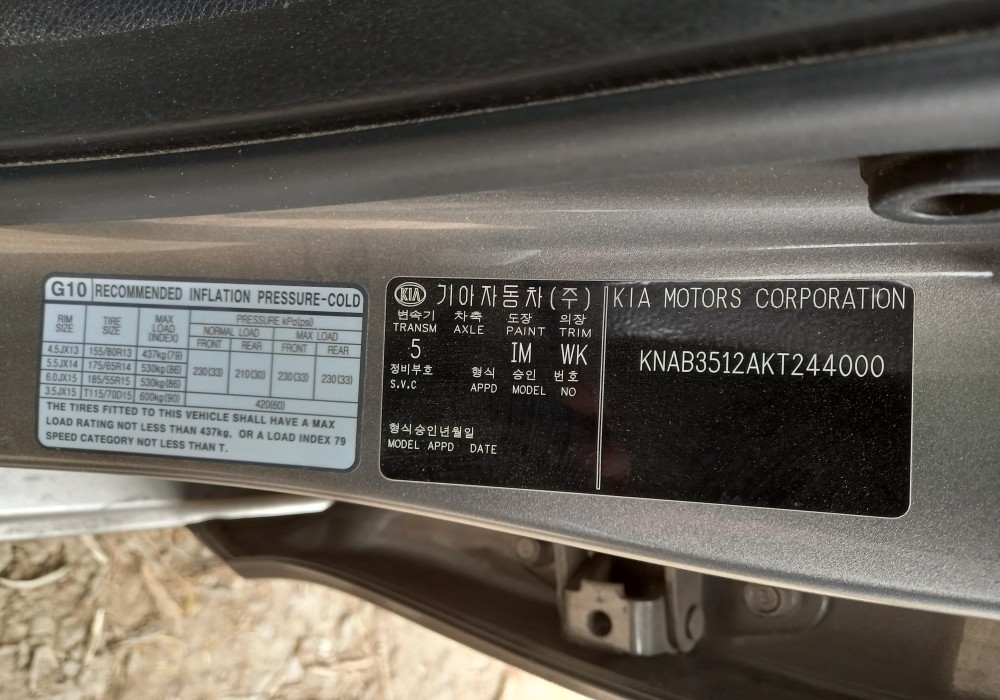 G10 RECOMMENDED INFLATION PRESSURE-COLD
RIM SIZE TIRE SIZE MAX LOAD (INDEX) PRESSURE kPa(psi)
NORMAL LOAD MAX LOAD
FRONT REAR FRONT REAR
4.5JX13 155/80R13 437kg(79) 230(33) 210(30) 230(33) 230(33)
5.5JX14 175/65R14 530kg(86)
6.0JX15 185/55R15 530kg(86)
3.5JX15 T115/70D15 600kg(90) 420(60)
THE TIRES FITTED TO THIS VEHICLE SHALL HAVE A MAX
LOAD RATING NOT LESS THAN 437kg, OR A LOAD INDEX 79
SPEED CATEGORY NOT LESS THAN T.
KIA 기아자동차(주)
변속기 차축 도장 의장
TRANSM AXLE PAINT TRIM
5 IM WK
정비부호 형식 승인 번호
S.V.C APPD MODEL NO
형식승인년월일
MODEL APPD DATE
KIA MOTORS CORPORATION
KNAB3512AKT244000